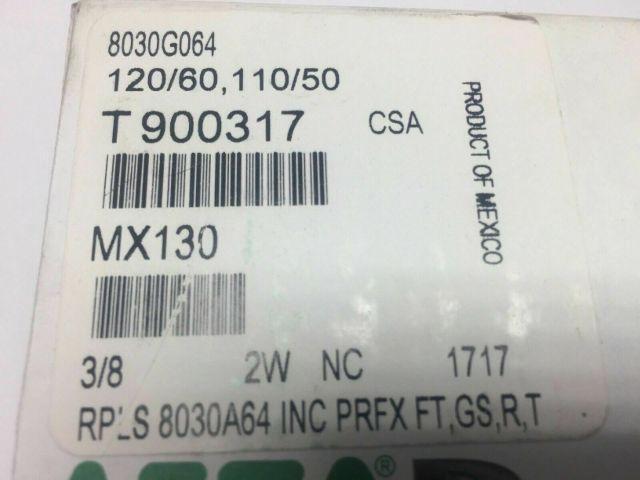 8030G064
120/60,110/50
T 900317 CSA
PRODUCT OF MEXICO
MX130
3/8 2W NC 1717
RPLS 8030A64 INC PRFX FT,GS,R,T
®